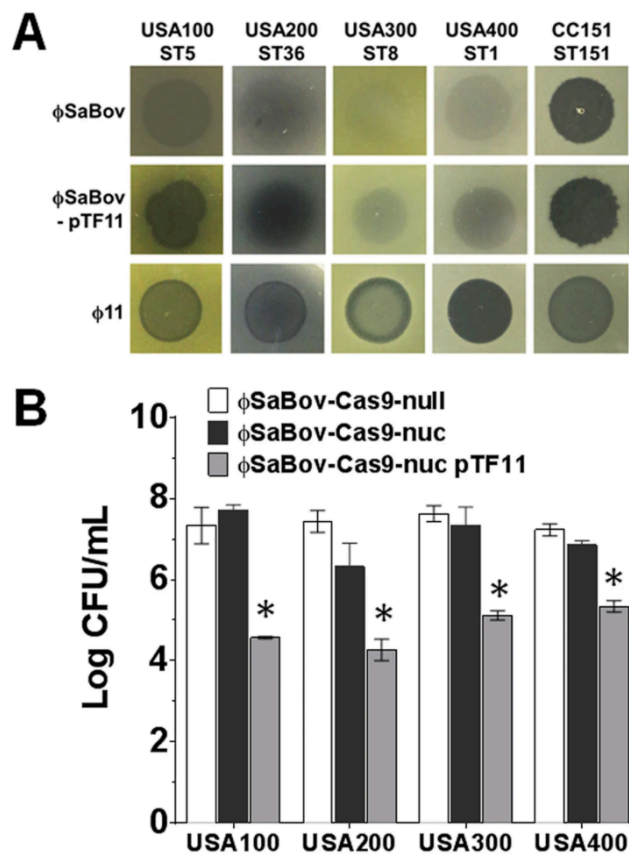 A
USA100 USA200 USA300 USA400 CC151
ST5 ST36 ST8 ST1 ST151
ϕSaBov
ϕSaBov
- pTF11
ϕ11
B
ϕSaBov-Cas9-null
ϕSaBov-Cas9-nuc
ϕSaBov-Cas9-nuc pTF11
Log CFU/mL
10
8
6
4
2
0
* * * *
USA100 USA200 USA300 USA400